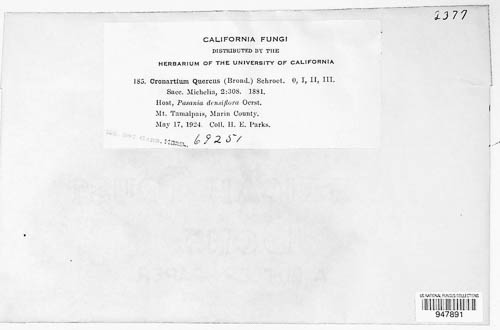 2377
CALIFORNIA FUNGI
DISTRIBUTED BY THE
HERBARIUM OF THE UNIVERSITY OF CALIFORNIA
185. Cronartium Quercus (Brond.) Schroet. 0, I, II, III.
Sacc. Michelia, 2:308. 1881.
Host, Pasania densiflora Oerst.
Mt. Tamalpais, Marin County.
May 17, 1924. Coll. H. E. Parks.
69251
US NATIONAL FUNGUS COLLECTIONS
947891